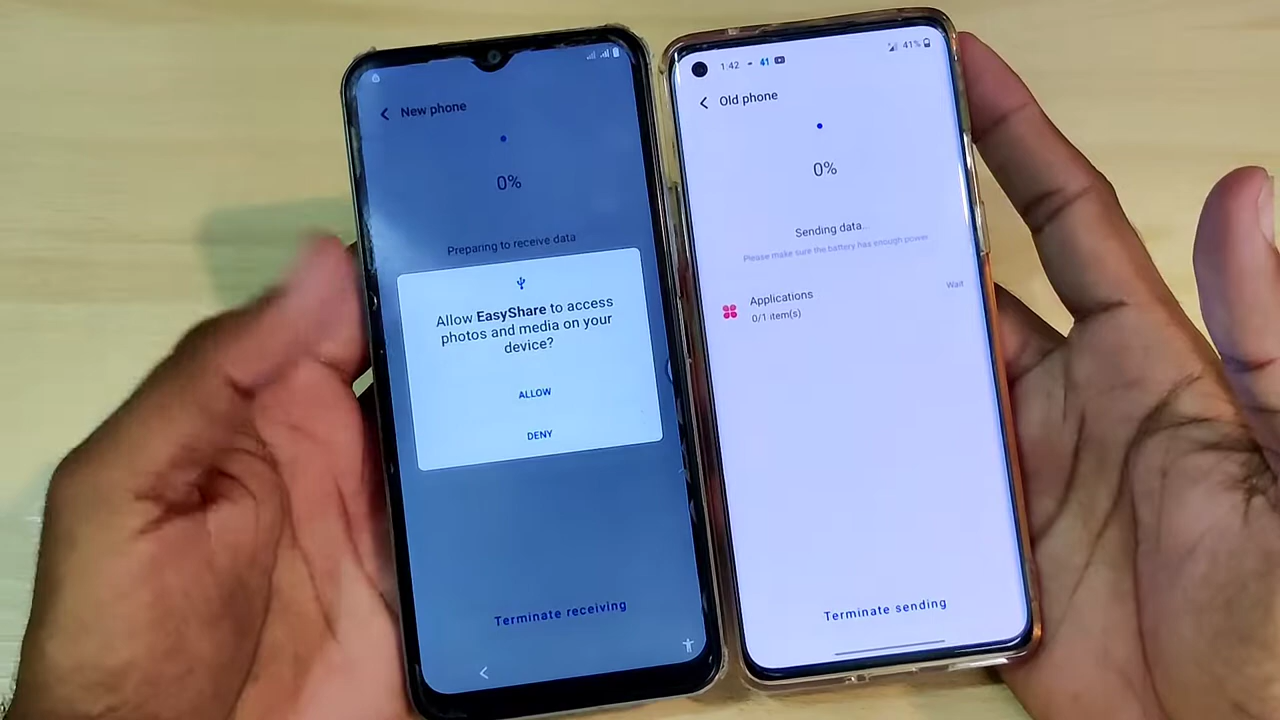 New phone
0%
Preparing to receive data
Allow EasyShare to access
photos and media on your
device?
ALLOW
DENY
Terminate receiving
1:42
41
41%
Old phone
0%
Sending data..
Please make sure the battery has enough power
Applications
0/1 item(s)
Wait
Terminate sending